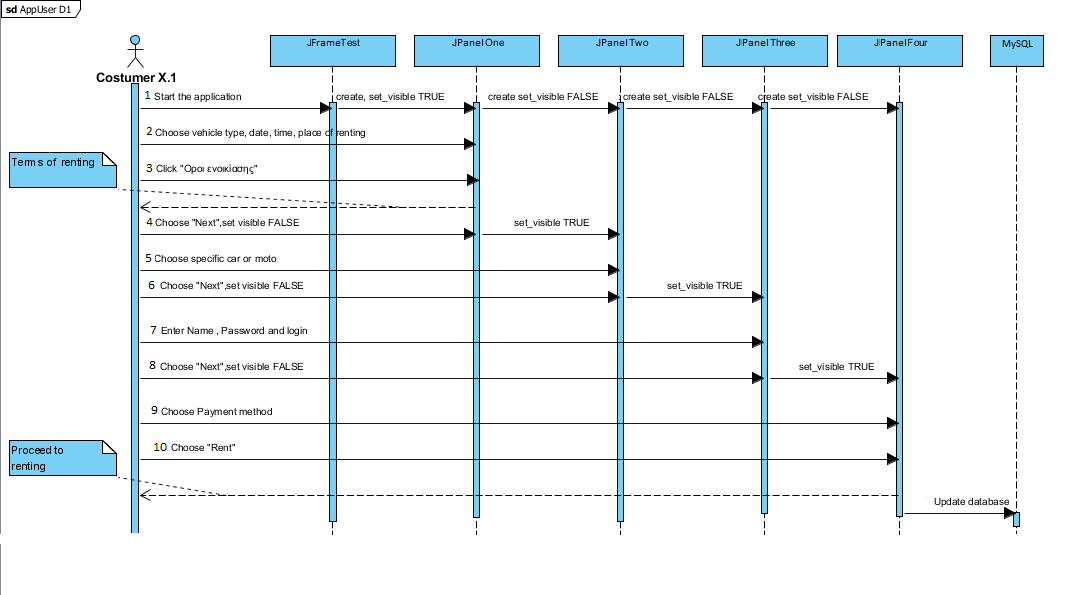 sd AppUser D1
JFrameTest
JPanelOne
JPanelTwo
JPanelThree
JPanelFour
MySQL
Costumer X.1
1 Start the application
create, set_visible TRUE
create set_visible FALSE
create set_visible FALSE
create set_visible FALSE
2 Choose vehicle type, date, time, place of renting
Terms of renting
3 Click "Οροι ενοικίασης"
4 Choose "Next",set visible FALSE
set_visible TRUE
5 Choose specific car or moto
6 Choose "Next",set visible FALSE
set_visible TRUE
7 Enter Name , Password and login
8 Choose "Next",set visible FALSE
set_visible TRUE
9 Choose Payment method
10 Choose "Rent"
Proceed to
renting
Update database